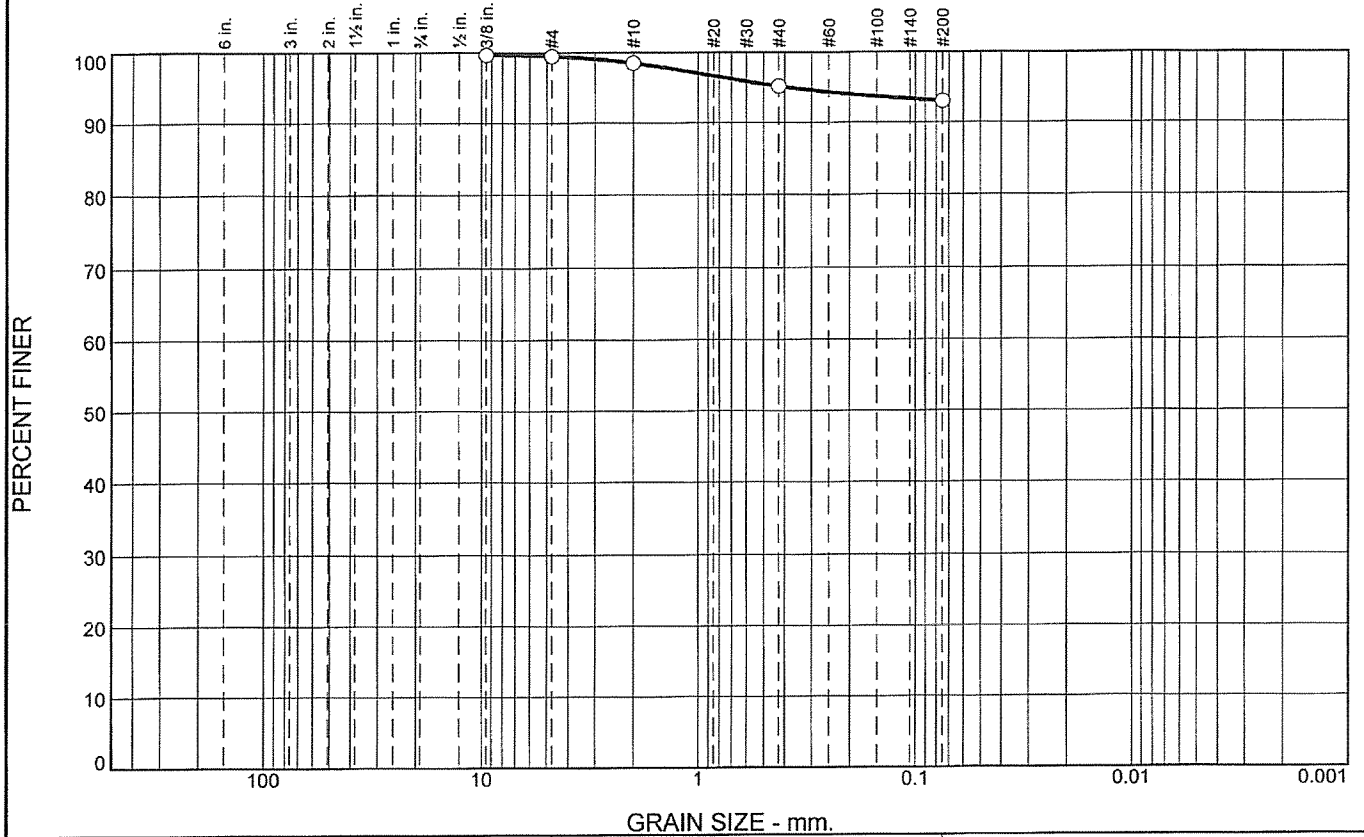 6 in.
3 in.
2 in.
1½ in.
1 in.
¾ in.
½ in.
3/8 in.
#4
#10
#20
#30
#40
#60
#100
#140
#200
100
90
80
70
60
50
40
30
20
10
0
PERCENT FINER
100 10 1 0.1 0.01 0.001
GRAIN SIZE - mm.